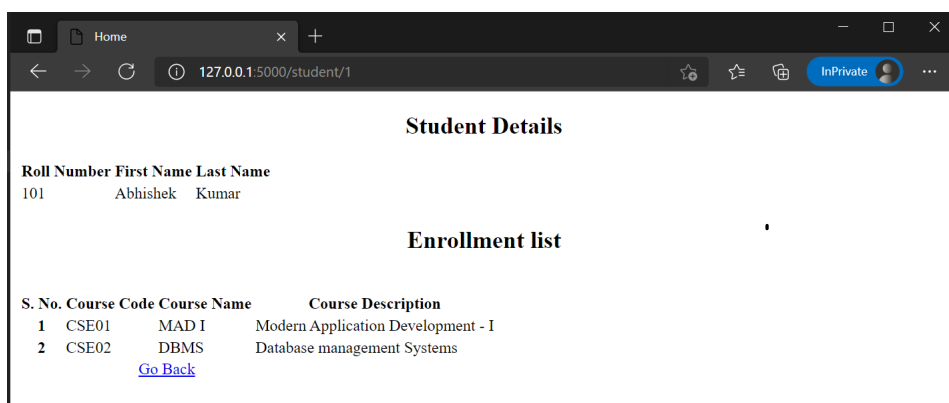 Home
127.0.0.1:5000/student/1
InPrivate
Student Details
Roll Number First Name Last Name
101 Abhishek Kumar
Enrollment list
S. No. Course Code Course Name Course Description
1 CSE01 MAD I Modern Application Development - I
2 CSE02 DBMS Database management Systems
Go Back